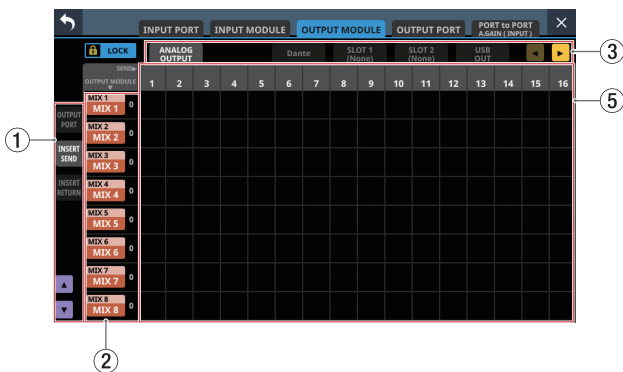 INPUT PORT INPUT MODULE OUTPUT MODULE OUTPUT PORT PORT to PORT
A.GAIN ( INPUT )
LOCK
ANALOG
OUTPUT
Dante
SLOT 1
(None)
SLOT 2
(None)
USB
OUT
③
SEND▶
OUTPUT MODULE
▼
1 2 3 4 5 6 7 8 9 10 11 12 13 14 15 16
⑤
①
OUTPUT
PORT
INSERT
SEND
INSERT
RETURN
MIX 1
MIX 1 0
MIX 2
MIX 2 0
MIX 3
MIX 3 0
MIX 4
MIX 4 0
MIX 5
MIX 5 0
MIX 6
MIX 6 0
MIX 7
MIX 7 0
MIX 8
MIX 8 0
②